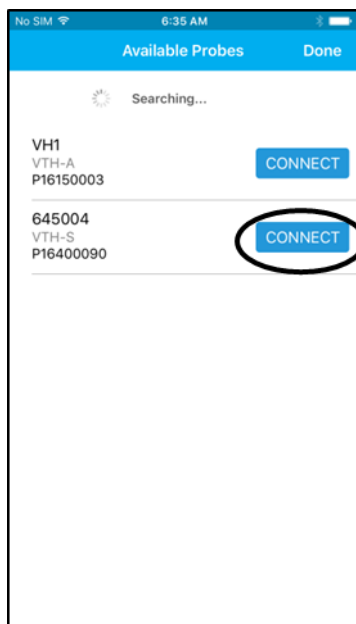 No SIM 6:35 AM
Available Probes Done
Searching...
VH1
VTH-A
P16150003
CONNECT
645004
VTH-S
P16400090
CONNECT